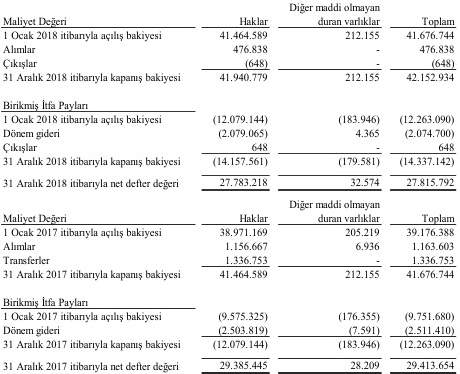 Diğer maddi olmayan
Maliyet Değeri Haklar duran varlıklar Toplam
1 Ocak 2018 itibarıyla açılış bakiyesi 41.464.589 212.155 41.676.744
Alımlar 476.838 - 476.838
Çıkışlar (648) - (648)
31 Aralık 2018 itibarıyla kapanış bakiyesi 41.940.779 212.155 42.152.934
Birikmiş İtfa Payları
1 Ocak 2018 itibarıyla açılış bakiyesi (12.079.144) (183.946) (12.263.090)
Dönem gideri (2.079.065) 4.365 (2.074.700)
Çıkışlar 648 - 648
31 Aralık 2018 itibarıyla kapanış bakiyesi (14.157.561) (179.581) (14.337.142)
31 Aralık 2018 itibarıyla net defter değeri 27.783.218 32.574 27.815.792
Diğer maddi olmayan
Maliyet Değeri Haklar duran varlıklar Toplam
1 Ocak 2017 itibarıyla açılış bakiyesi 38.971.169 205.219 39.176.388
Alımlar 1.156.667 6.936 1.163.603
Transferler 1.336.753 - 1.336.753
31 Aralık 2017 itibarıyla kapanış bakiyesi 41.464.589 212.155 41.676.744
Birikmiş İtfa Payları
1 Ocak 2017 itibarıyla açılış bakiyesi (9.575.325) (176.355) (9.751.680)
Dönem gideri (2.503.819) (7.591) (2.511.410)
31 Aralık 2017 itibarıyla kapanış bakiyesi (12.079.144) (183.946) (12.263.090)
31 Aralık 2017 itibarıyla net defter değeri 29.385.445 28.209 29.413.654